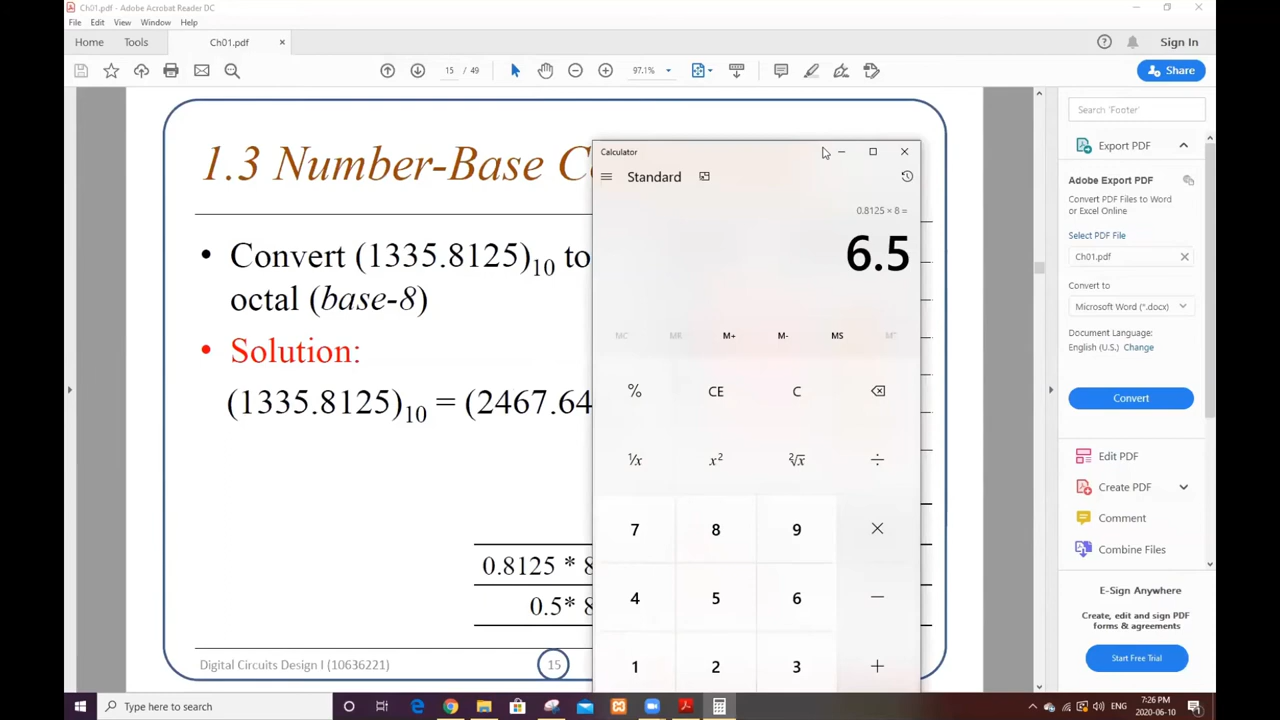 Ch01.pdf - Adobe Acrobat Reader DC
File Edit View Window Help
Home Tools Ch01.pdf Sign In
15 / 49 97.1% Share
1.3 Number-Base C
• Convert (1335.8125)10 to
octal (base-8)
• Solution:
(1335.8125)10 = (2467.64
0.8125 * 8
0.5* 8
Digital Circuits Design I (10636221) 15
Calculator
Standard
0.8125 × 8 =
6.5
MC MR M+ M- MS M˅
% CE C
1/x x² ²√x ÷
7 8 9 ×
4 5 6 −
1 2 3 +
Search 'Footer'
Export PDF
Adobe Export PDF
Convert PDF Files to Word
or Excel Online
Select PDF File
Ch01.pdf
Convert to
Microsoft Word (*.docx)
Document Language:
English (U.S.) Change
Convert
Edit PDF
Create PDF
Comment
Combine Files
E-Sign Anywhere
Create, edit and sign PDF
forms & agreements
Start Free Trial
Type here to search
ENG
7:26 PM
2020-06-10